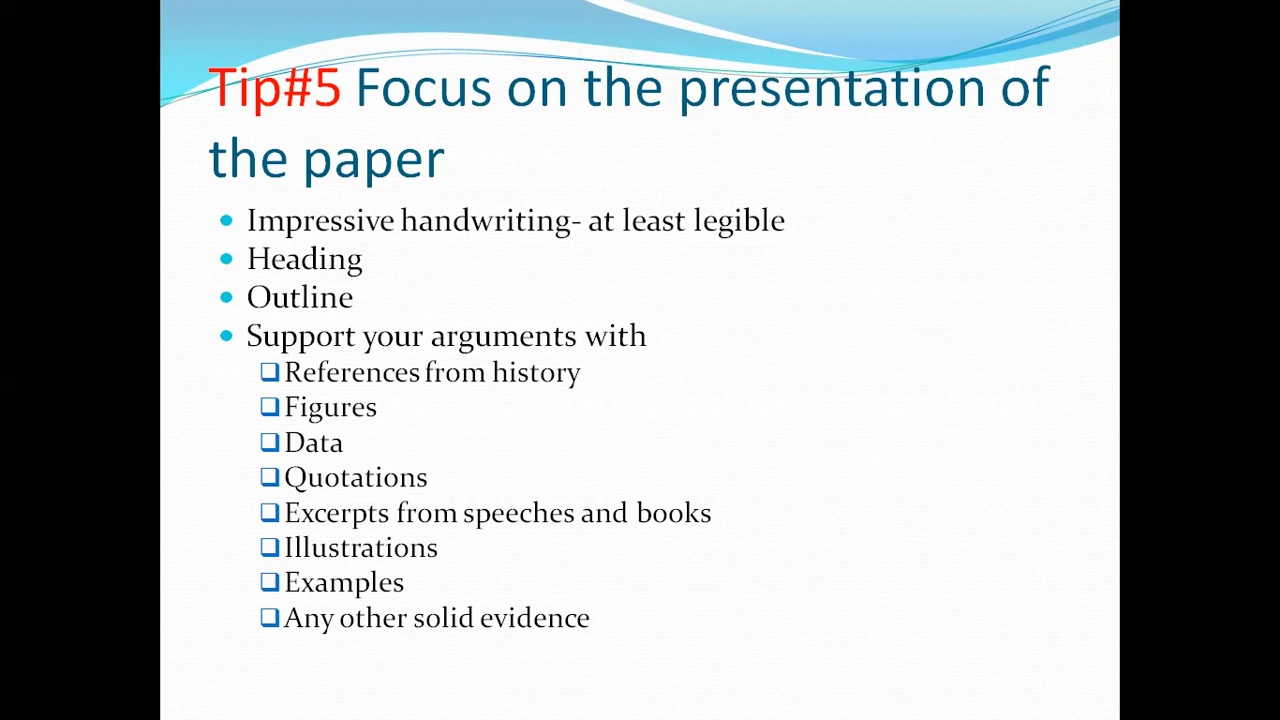 Tip#5 Focus on the presentation of
the paper
Impressive handwriting- at least legible
Heading
Outline
Support your arguments with
References from history
Figures
Data
Quotations
Excerpts from speeches and books
Illustrations
Examples
Any other solid evidence